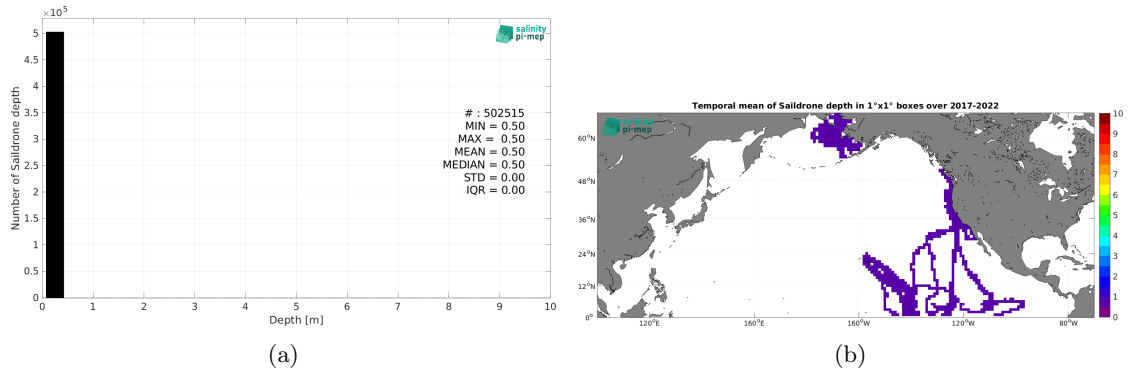 ×10⁵
5
4.5
4
3.5
3
2.5
2
1.5
1
0.5
0
Number of Saildrone depth
0 1 2 3 4 5 6 7 8 9 10
Depth [m]
salinity
pi-mep
# : 502515
MIN = 0.50
MAX = 0.50
MEAN = 0.50
MEDIAN = 0.50
STD = 0.00
IQR = 0.00
(a)
Temporal mean of Saildrone depth in 1°x1° boxes over 2017-2022
salinity
pi-mep
60°N
48°N
36°N
24°N
12°N
0°
120°E 160°E 160°W 120°W 80°W
10
9
8
7
6
5
4
3
2
1
0
(b)